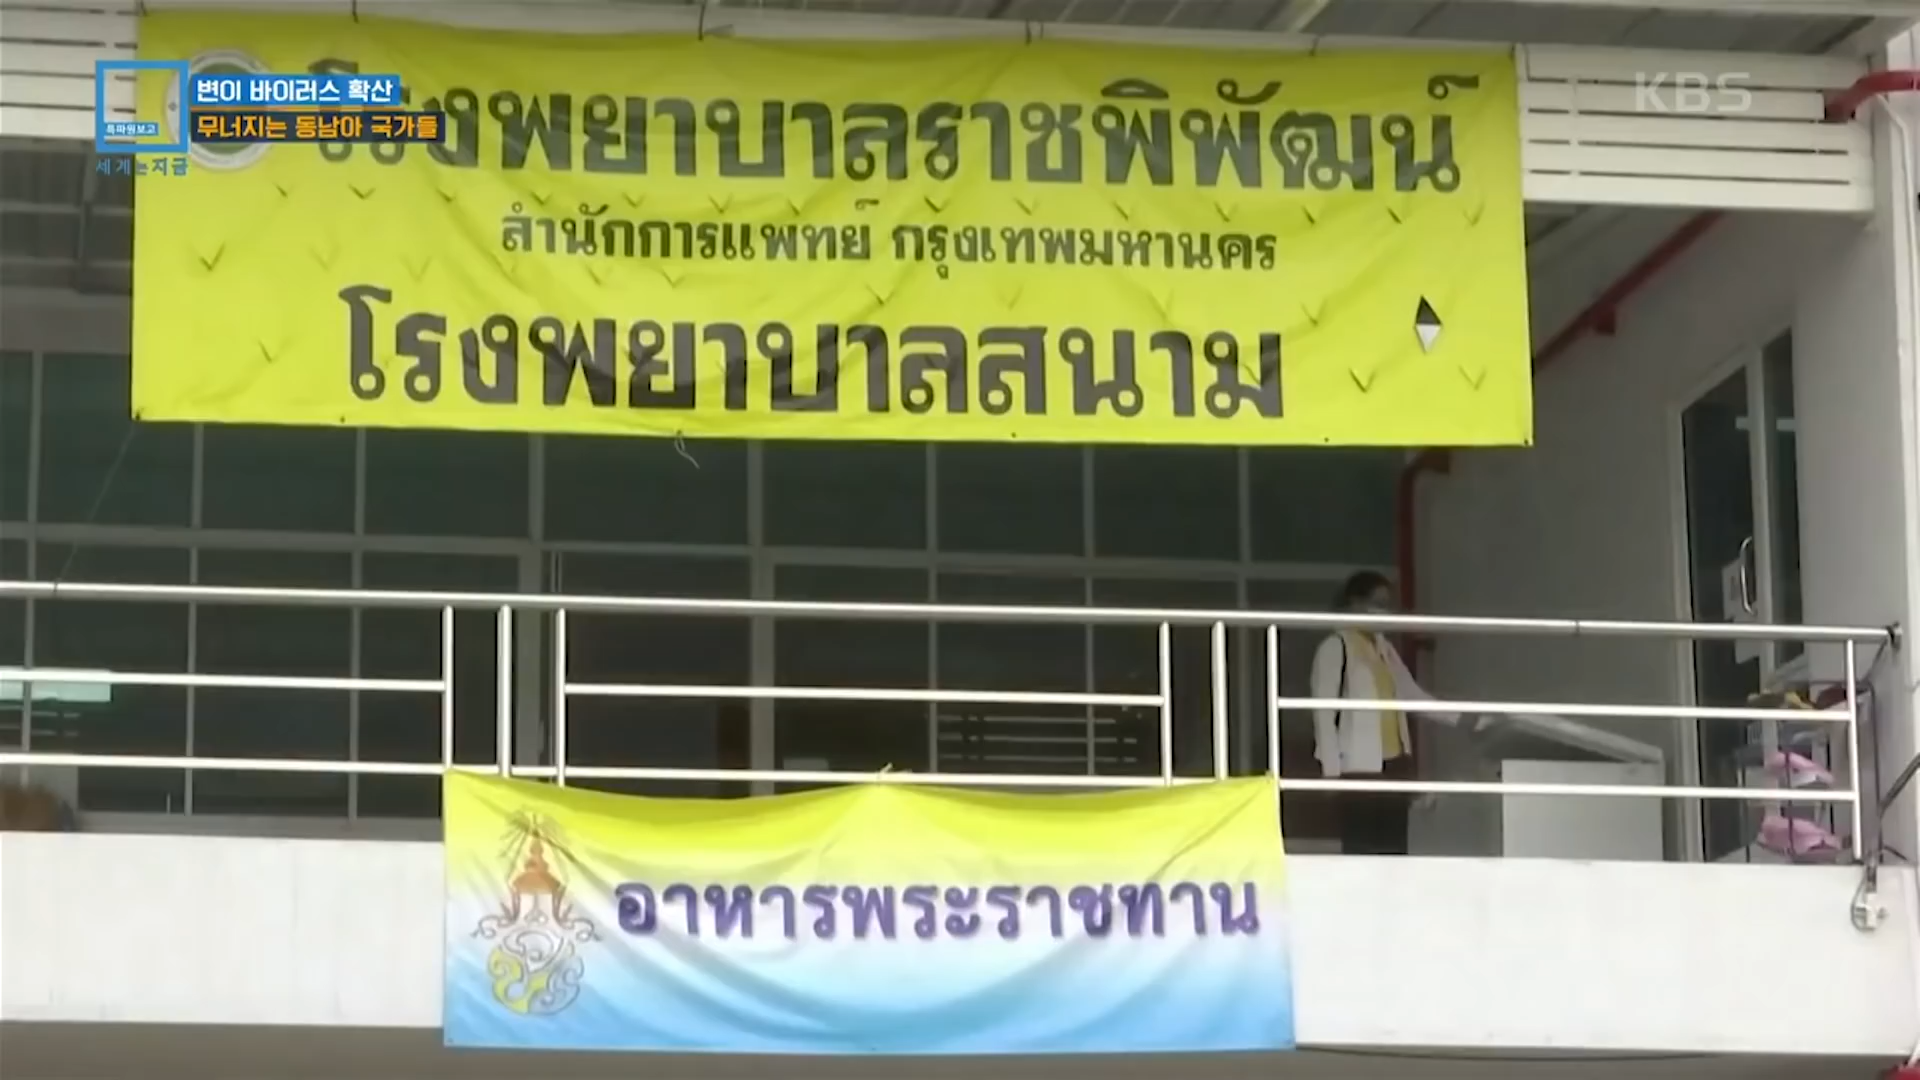 변이 바이러스 확산
무너지는 동남아 국가들
특파원보고
세계는지금
KBS
โรงพยาบาลราชพิพัฒน์
สำนักการแพทย์ กรุงเทพมหานคร
โรงพยาบาลสนาม
อาหารพระราชทาน